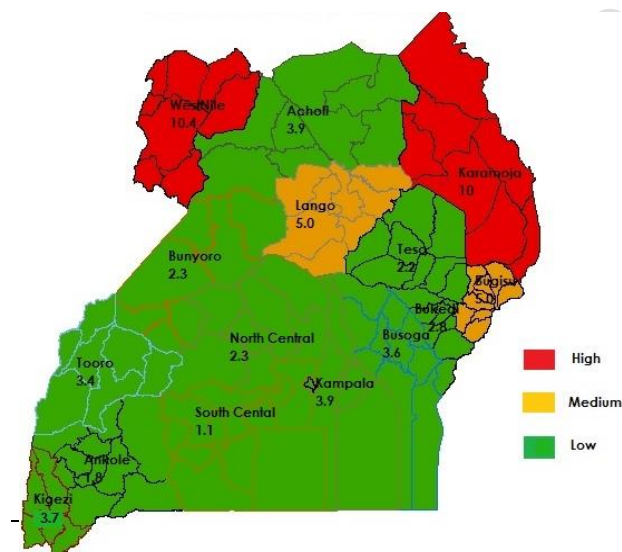 WestNile
10.4
Acholi
3.9
Karamoja
10
Lango
5.0
Teso
2.2
Bunyoro
2.3
Bugisu
5.0
Bukedi
2.8
North Central
2.3
Busoga
3.6
Tooro
3.4
Kampala
3.9
South Cental
1.1
Ankole
1.8
Kigezi
3.7
High
Medium
Low